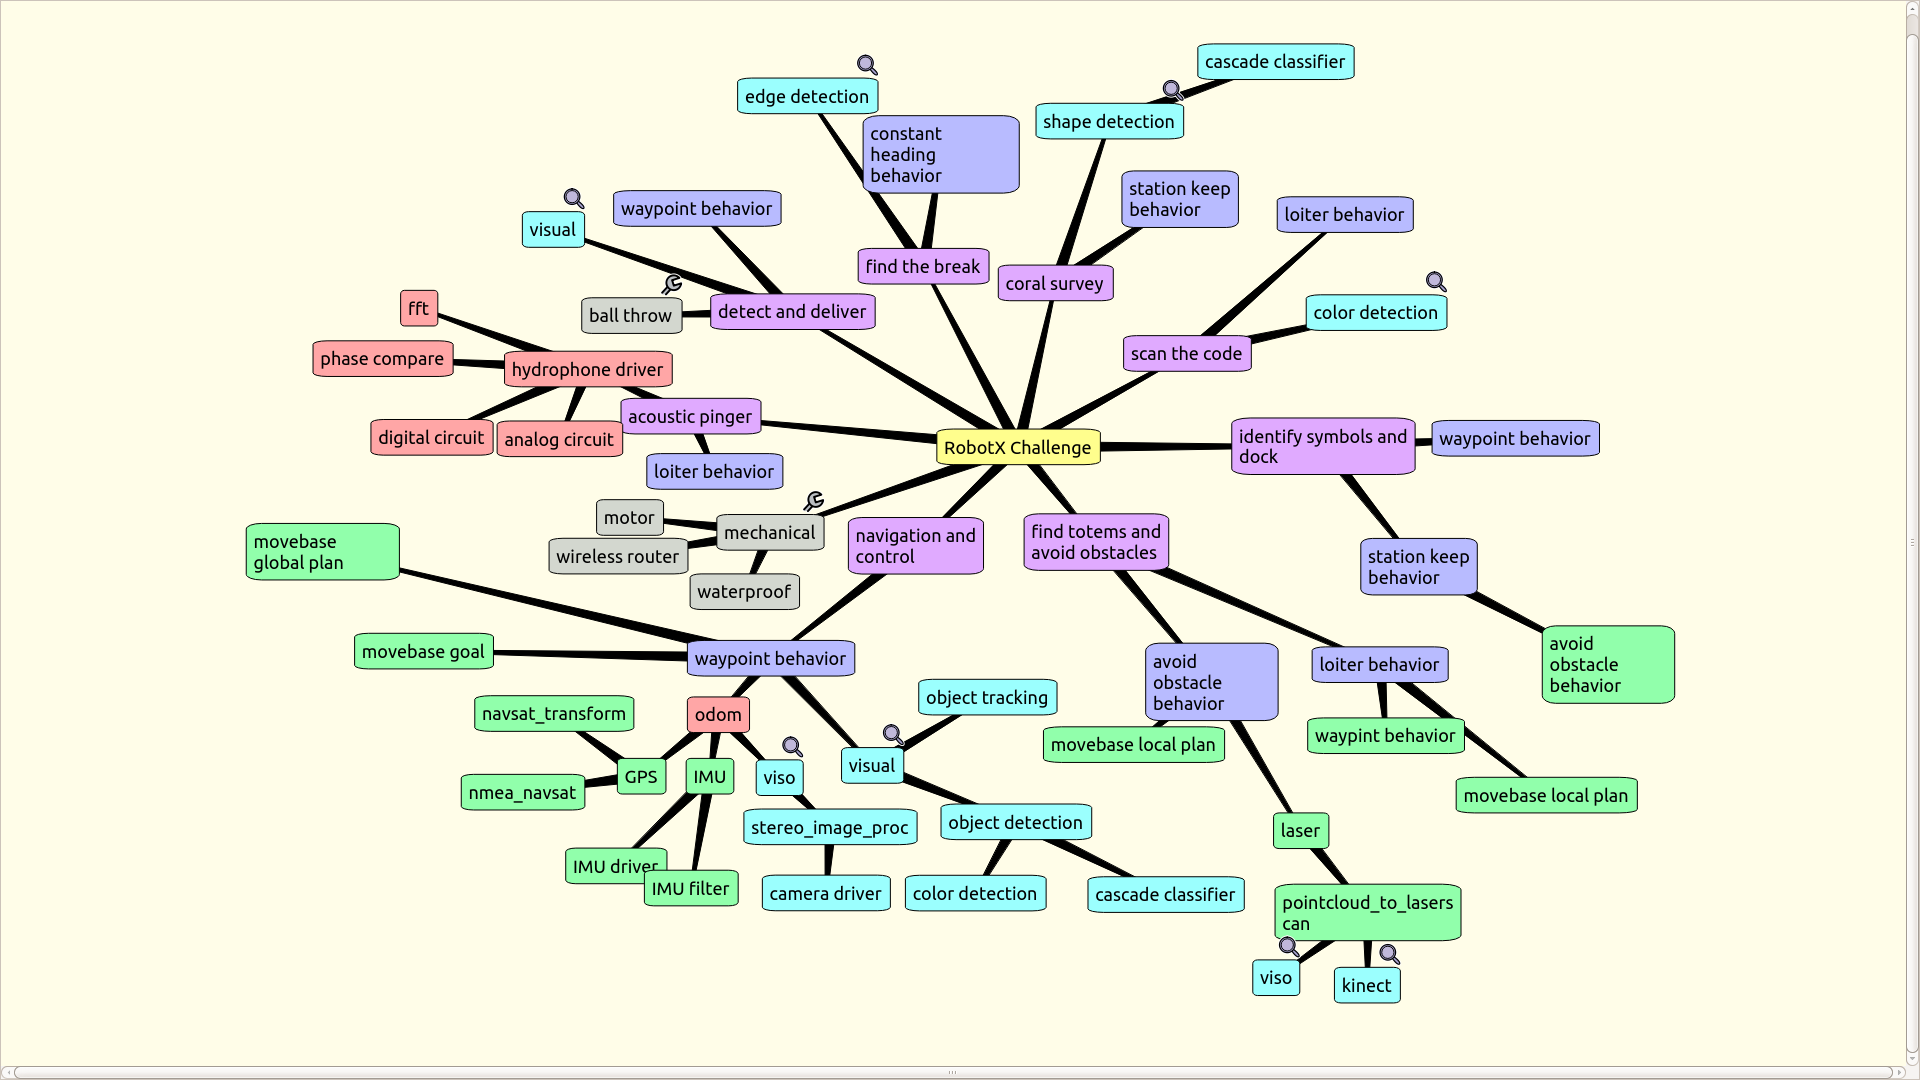 cascade classifier
edge detection
shape detection
constant
heading
behavior
station keep
behavior
waypoint behavior
loiter behavior
visual
find the break
coral survey
fft
ball throw
detect and deliver
color detection
phase compare
hydrophone driver
scan the code
acoustic pinger
digital circuit
analog circuit
RobotX Challenge
identify symbols and
dock
waypoint behavior
loiter behavior
motor
mechanical
wireless router
waterproof
navigation and
control
find totems and
avoid obstacles
station keep
behavior
movebase
global plan
movebase goal
waypoint behavior
avoid
obstacle
behavior
loiter behavior
avoid
obstacle
behavior
navsat_transform
odom
object tracking
movebase local plan
waypint behavior
nmea_navsat
GPS
IMU
viso
visual
movebase local plan
stereo_image_proc
object detection
laser
IMU driver
IMU filter
camera driver
color detection
cascade classifier
pointcloud_to_lasers
can
viso
kinect